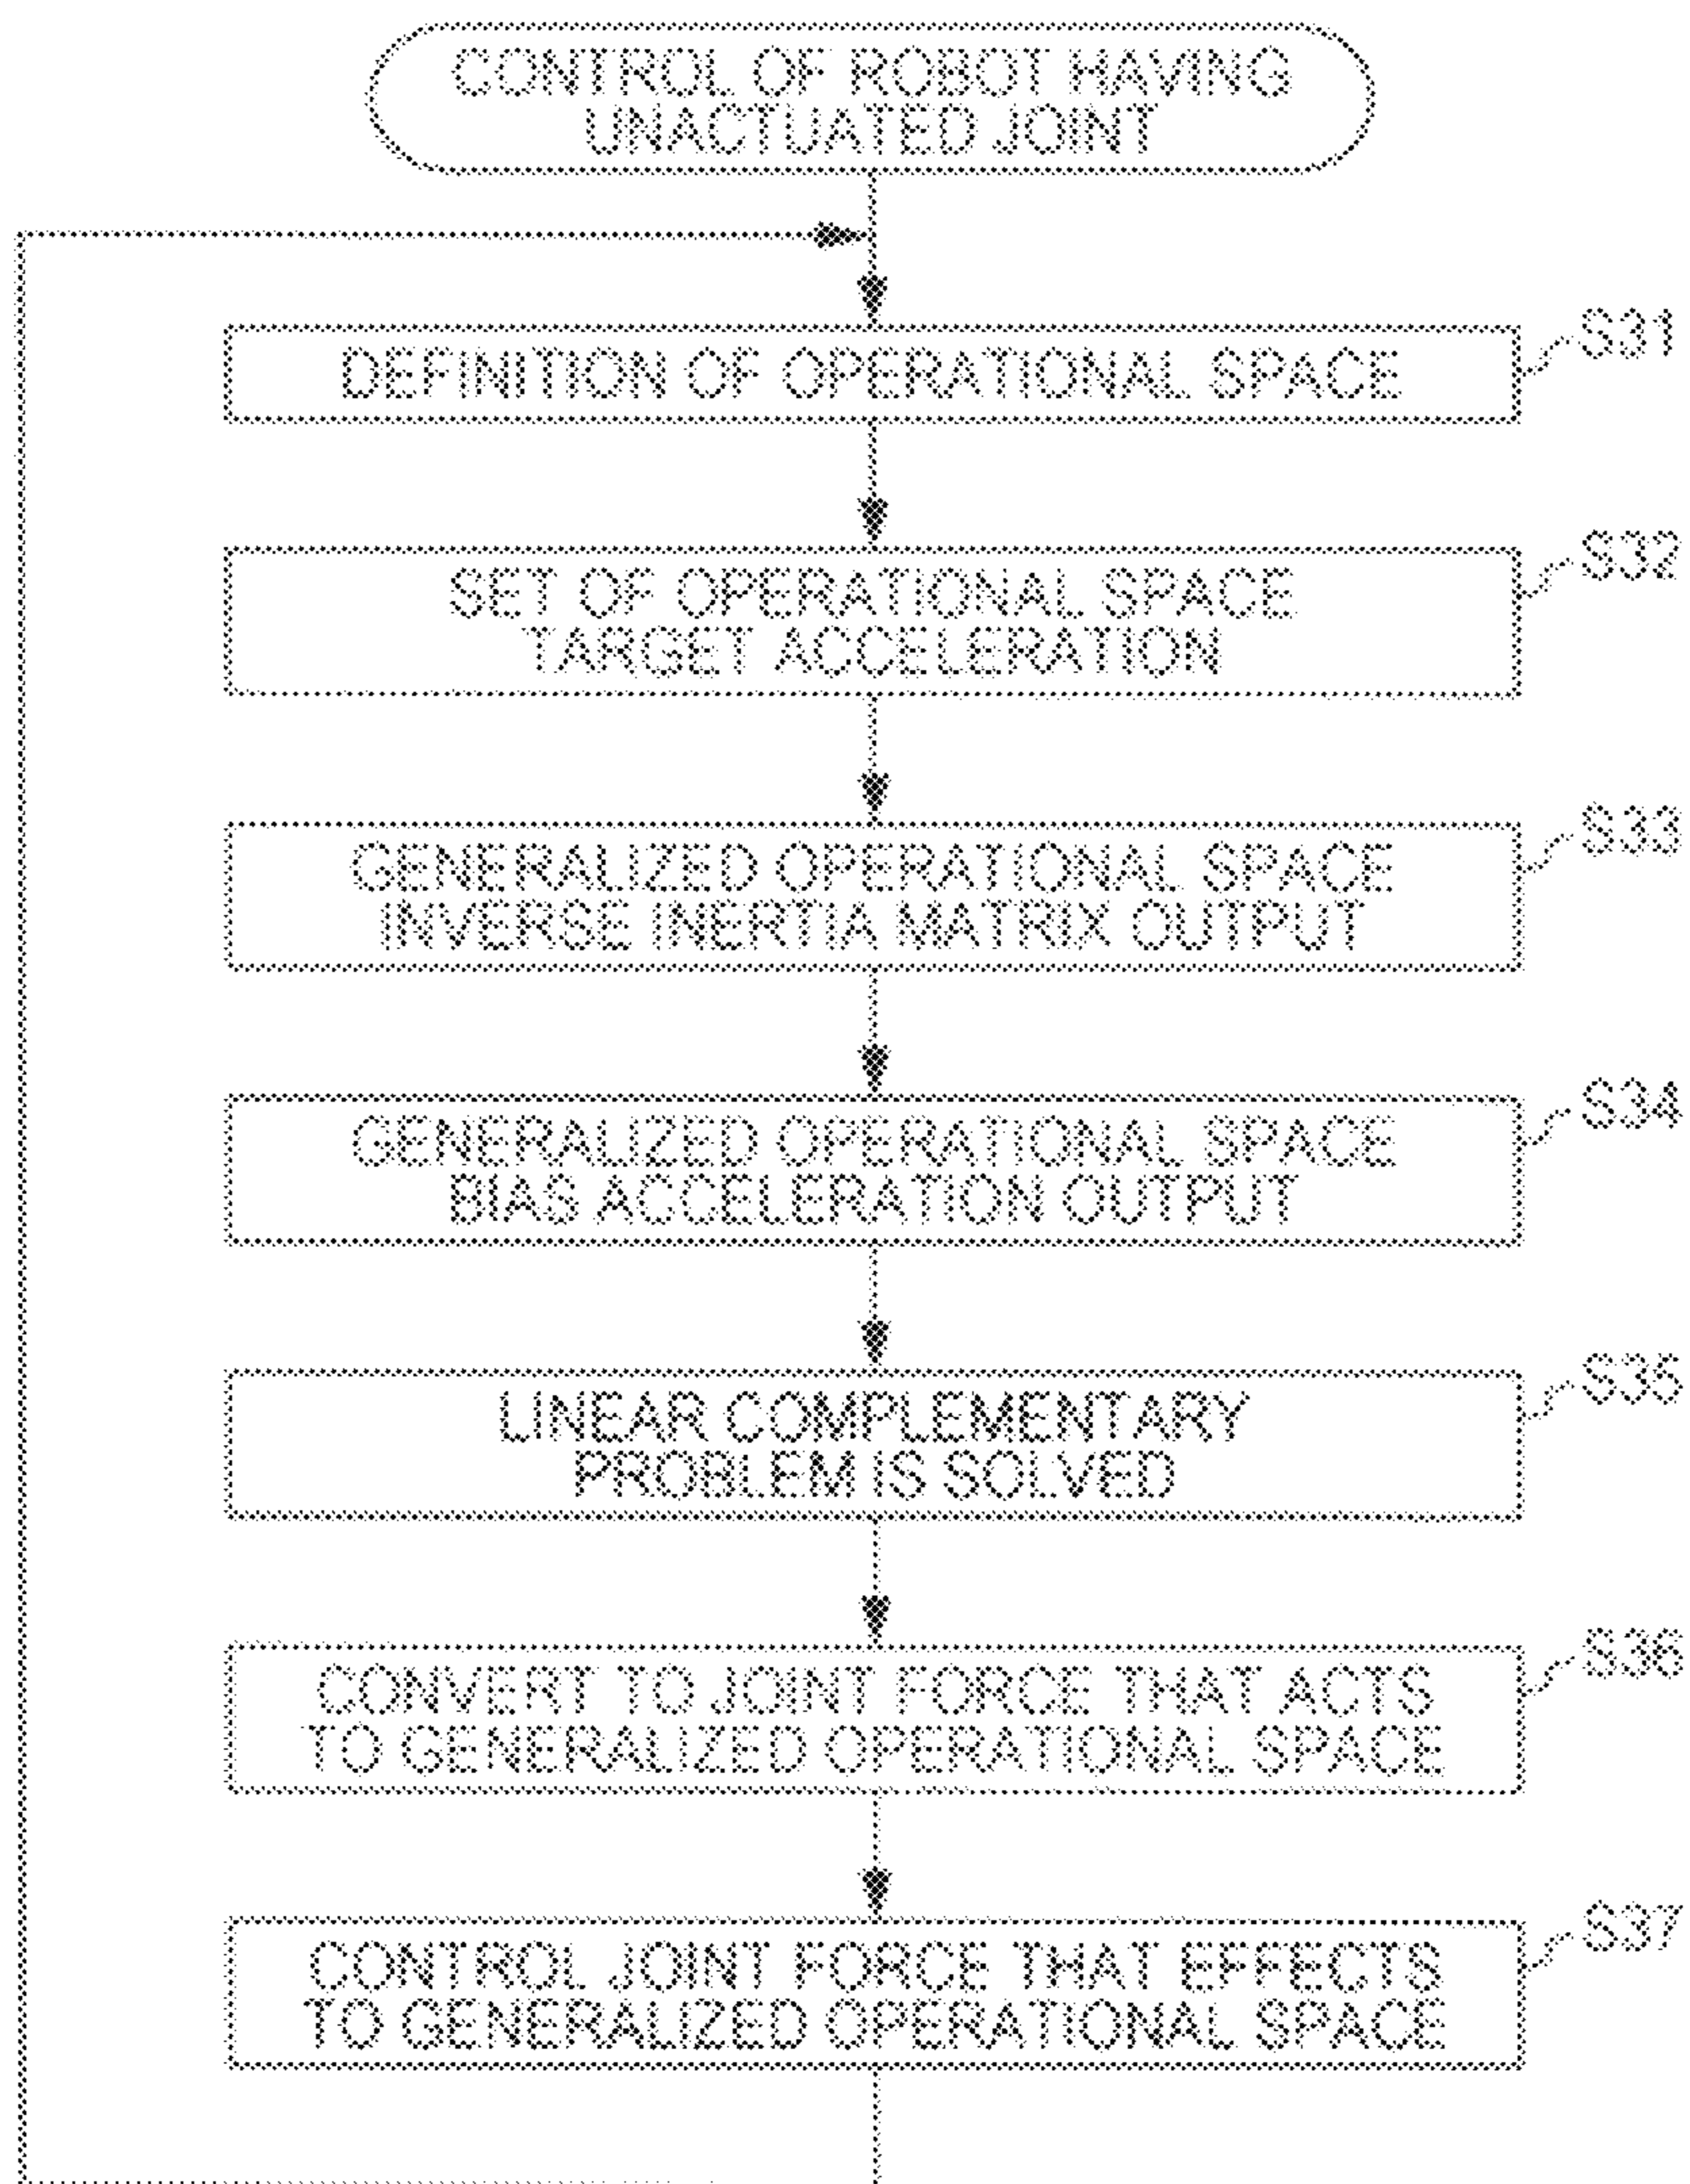 CONTROL OF ROBOT HAVING
UNACTUATED JOINT
S31
DEFINITION OF OPERATIONAL SPACE
S32
SET OF OPERATIONAL SPACE
TARGET ACCELERATION
S33
GENERALIZED OPERATIONAL SPACE
INVERSE INERTIA MATRIX OUTPUT
S34
GENERALIZED OPERATIONAL SPACE
BIAS ACCELERATION OUTPUT
S35
LINEAR COMPLEMENTARY
PROBLEM IS SOLVED
S36
CONVERT TO JOINT FORCE THAT ACTS
TO GENERALIZED OPERATIONAL SPACE
S37
CONTROL JOINT FORCE THAT EFFECTS
TO GENERALIZED OPERATIONAL SPACE